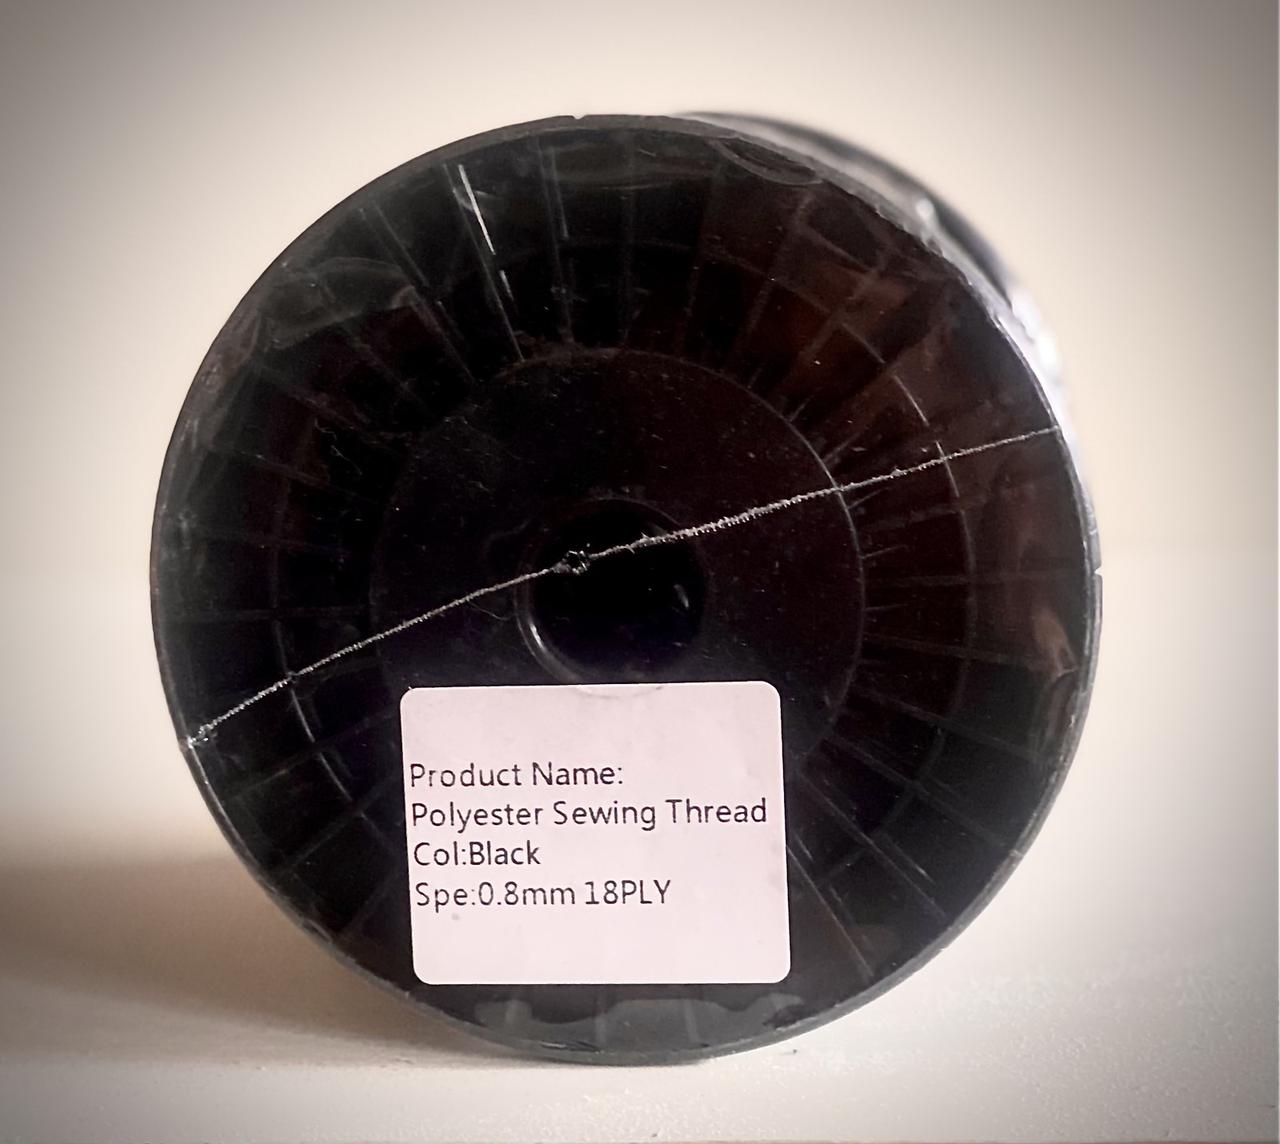 Product Name:
Polyester Sewing Thread
Col:Black
Spe:0.8mm 18PLY